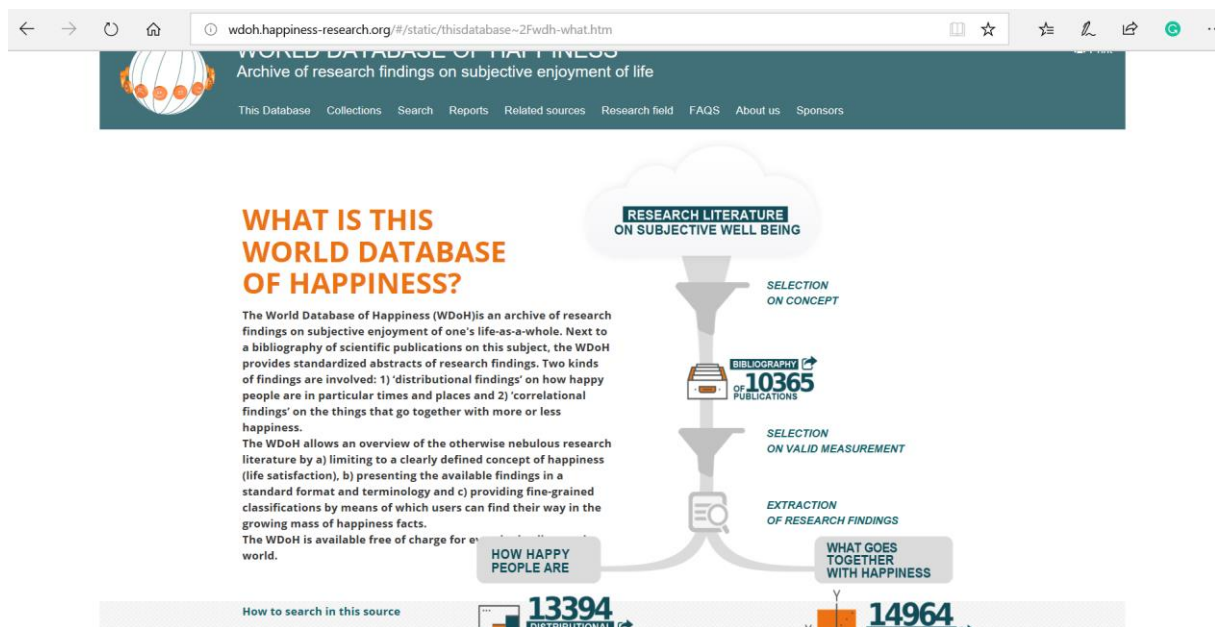 wdoh.happiness-research.org/#/static/thisdatabase~2Fwdh-what.htm
WORLD DATABASE OF HAPPINESS
Archive of research findings on subjective enjoyment of life
This Database Collections Search Reports Related sources Research field FAQS About us Sponsors
WHAT IS THIS
WORLD DATABASE
OF HAPPINESS?
The World Database of Happiness (WDoH)is an archive of research
findings on subjective enjoyment of one's life-as-a-whole. Next to
a bibliography of scientific publications on this subject, the WDoH
provides standardized abstracts of research findings. Two kinds
of findings are involved: 1) 'distributional findings' on how happy
people are in particular times and places and 2) 'correlational
findings' on the things that go together with more or less
happiness.
The WDoH allows an overview of the otherwise nebulous research
literature by a) limiting to a clearly defined concept of happiness
(life satisfaction), b) presenting the available findings in a
standard format and terminology and c) providing fine-grained
classifications by means of which users can find their way in the
growing mass of happiness facts.
The WDoH is available free of charge for
world.
How to search in this source
RESEARCH LITERATURE
ON SUBJECTIVE WELL BEING
SELECTION
ON CONCEPT
BIBLIOGRAPHY
OF 10365
PUBLICATIONS
SELECTION
ON VALID MEASUREMENT
EXTRACTION
OF RESEARCH FINDINGS
HOW HAPPY
PEOPLE ARE
WHAT GOES
TOGETHER
WITH HAPPINESS
13394
DISTRIBUTIONAL
Y
14964